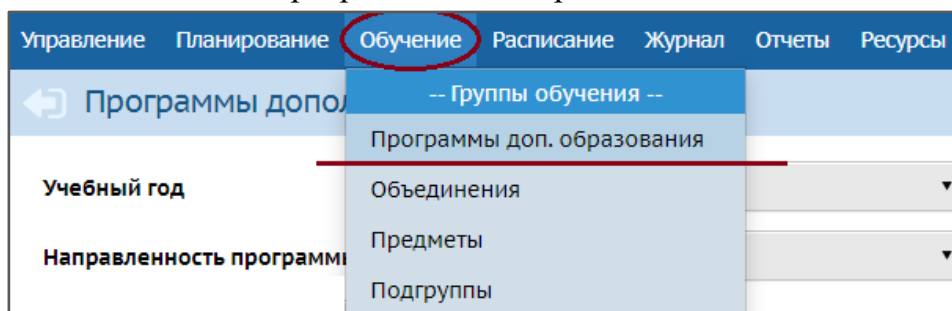 Управление Планирование Обучение Расписание Журнал Отчеты Ресурсы
Программы допол
-- Группы обучения --
Программы доп. образования
Учебный год
Объединения
Предметы
Направленность программы
Подгруппы